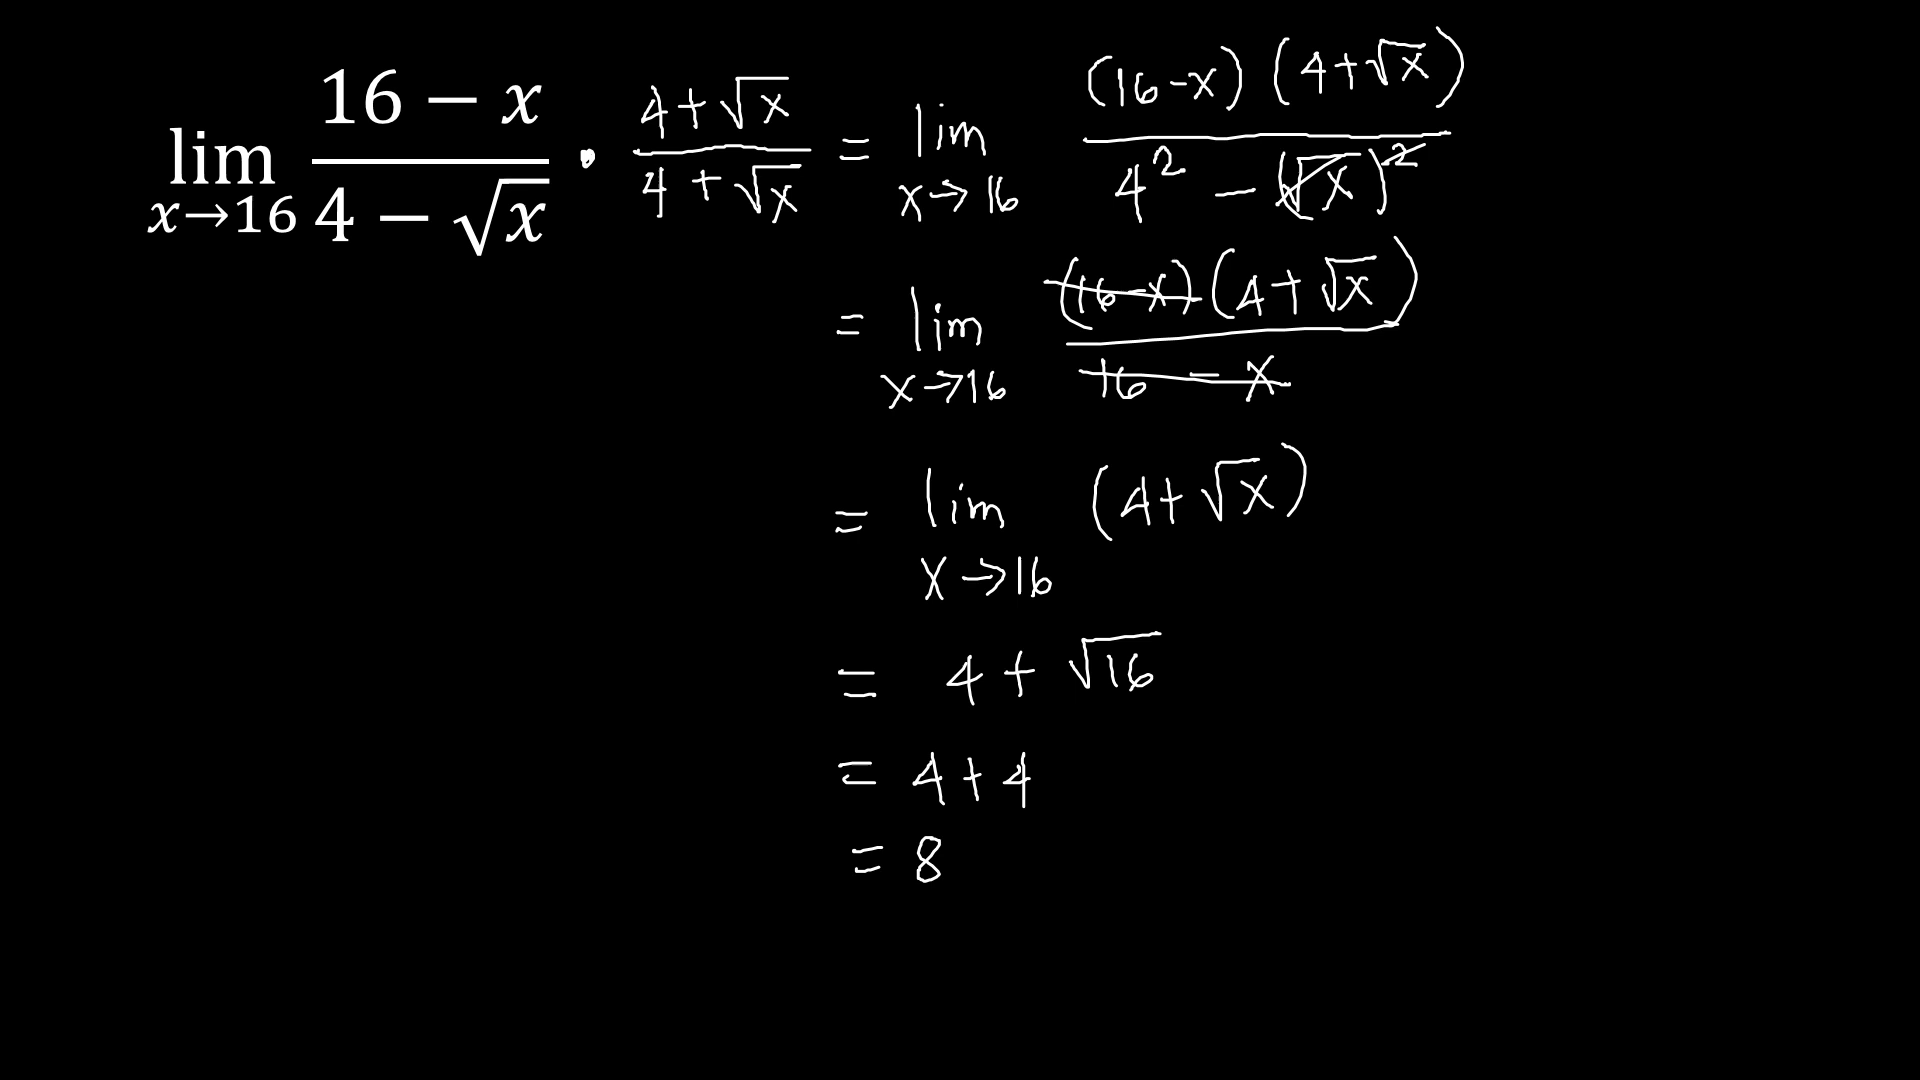 lim x→16 (16 − x)/(4 − √x) · (4 + √x)/(4 + √x) = lim x→16 (16 - x)(4 + √x)/(4² − (√x)²)
= lim x→16 (16 - x)(4 + √x)/(16 − x)
= lim x→16 (4 + √x)
= 4 + √16
= 4 + 4
= 8